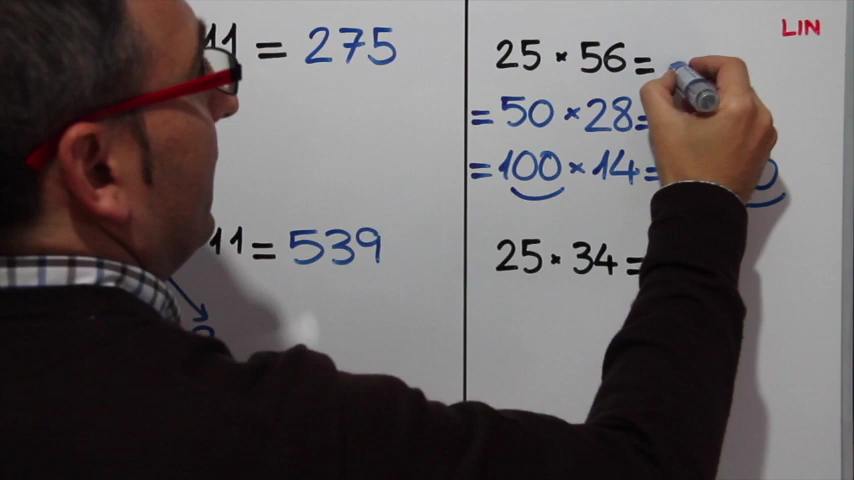 11 = 275
11 = 539
LIN
25 × 56 =
= 50 × 28 =
= 100 × 14 =
25 × 34 =